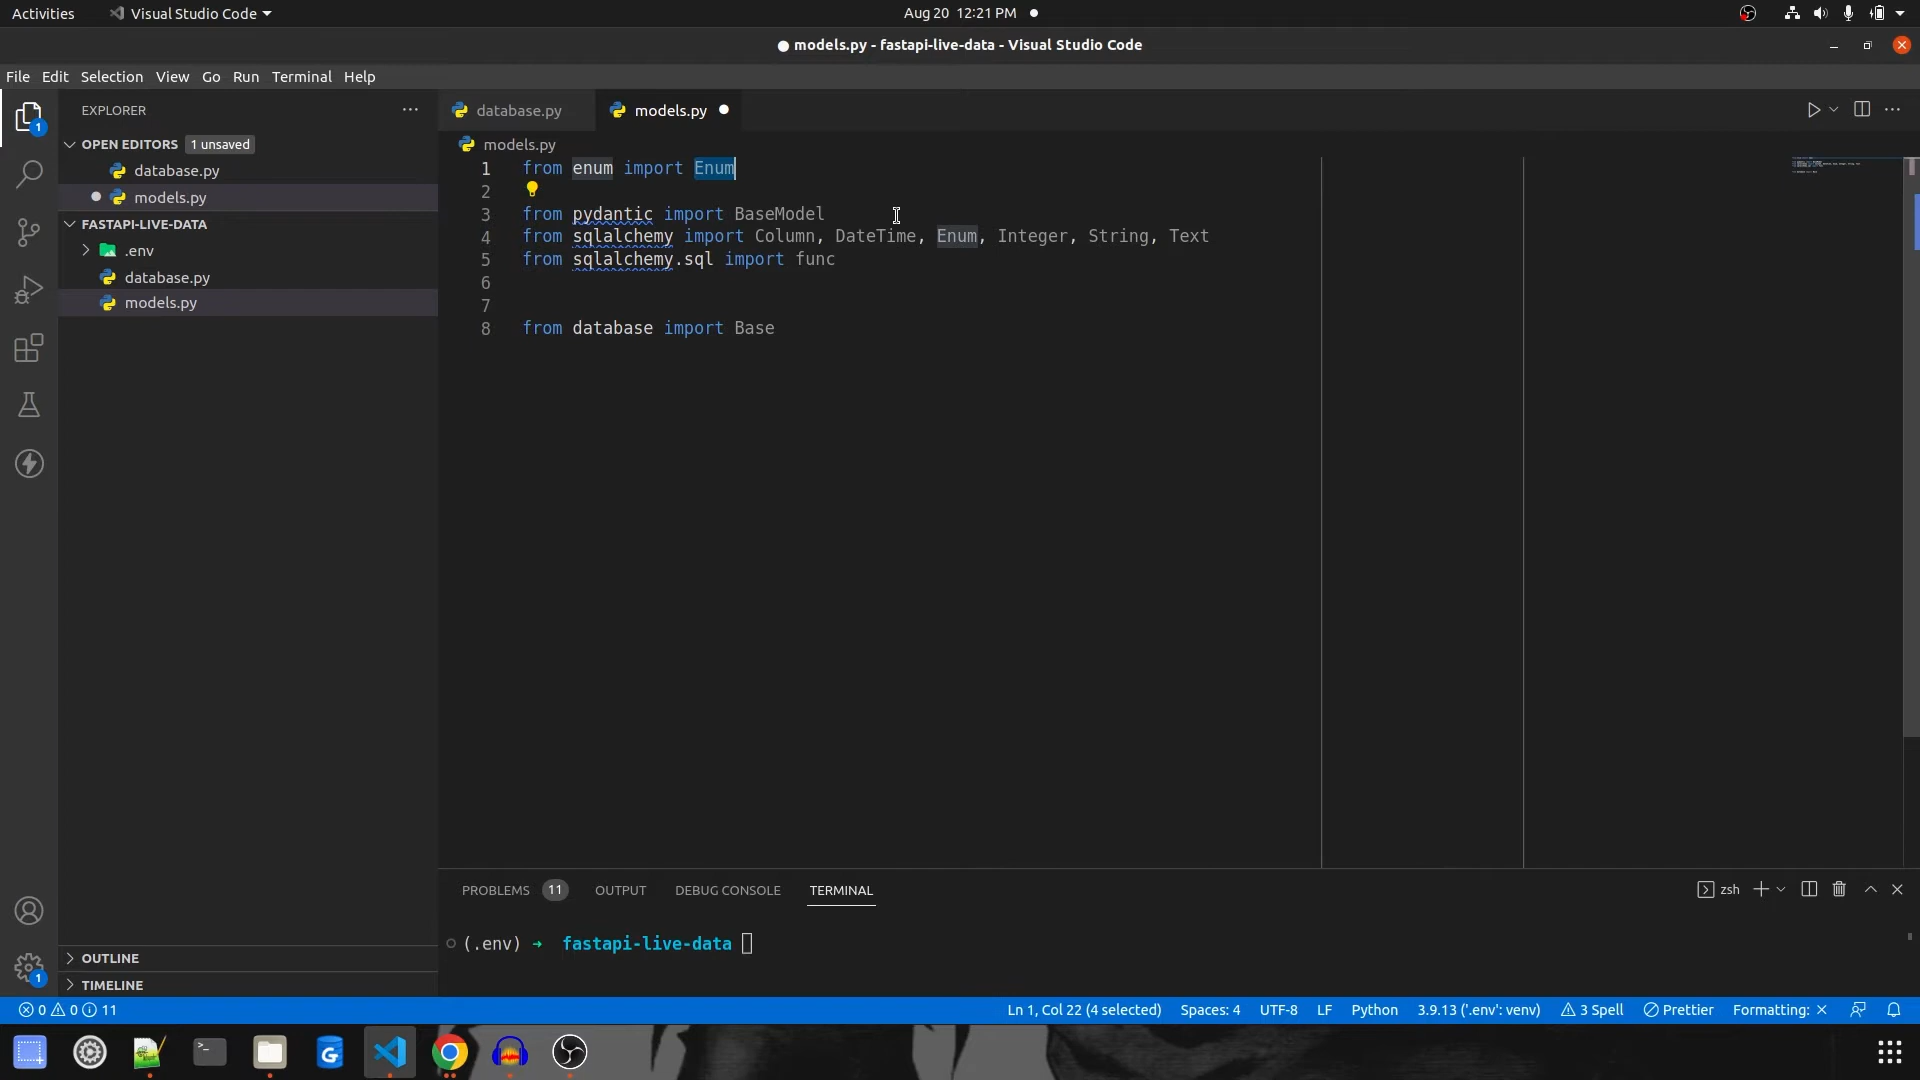 Activities
Visual Studio Code
Aug 20 12:21 PM
models.py - fastapi-live-data - Visual Studio Code
File Edit Selection View Go Run Terminal Help
1
EXPLORER
OPEN EDITORS 1 unsaved
database.py
models.py
FASTAPI-LIVE-DATA
.env
database.py
models.py
OUTLINE
TIMELINE
1
database.py
models.py
models.py
1 from enum import Enum
2
3 from pydantic import BaseModel
4 from sqlalchemy import Column, DateTime, Enum, Integer, String, Text
5 from sqlalchemy.sql import func
6
7
8 from database import Base
PROBLEMS 11 OUTPUT DEBUG CONSOLE TERMINAL
zsh
(.env) ➜ fastapi-live-data
0 0 11
Ln 1, Col 22 (4 selected) Spaces: 4 UTF-8 LF Python 3.9.13 ('.env': venv) 3 Spell Prettier Formatting: ×